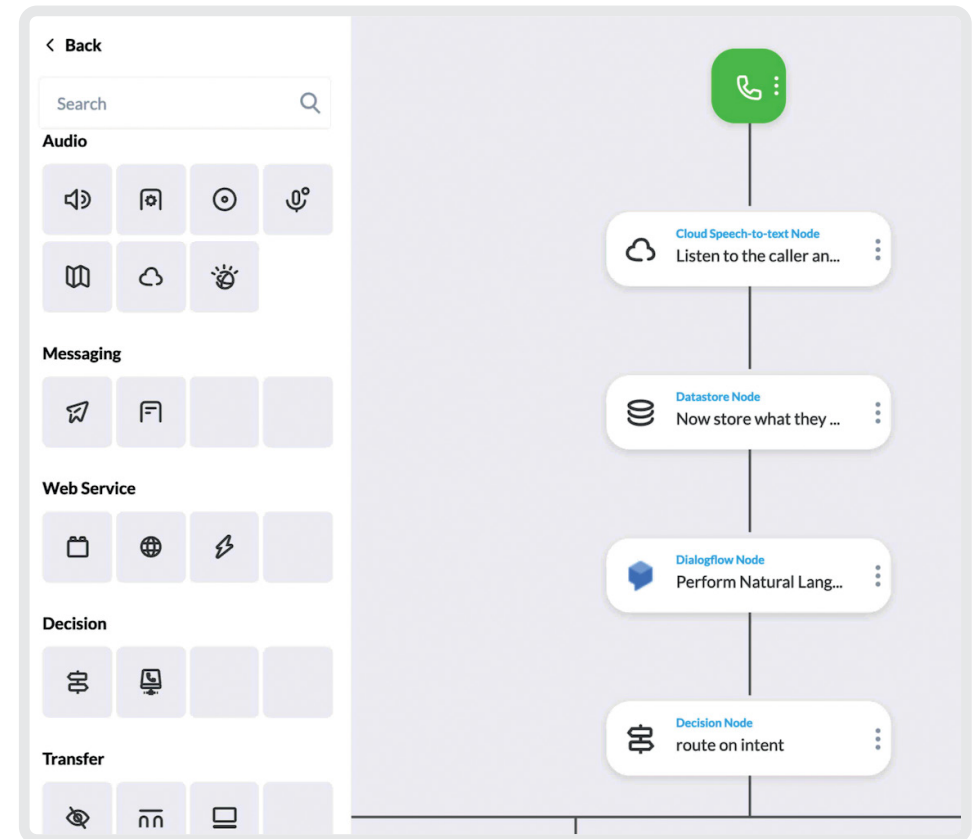 Back
Search
Audio
Messaging
Web Service
Decision
Transfer
Cloud Speech-to-text Node
Listen to the caller an...
Datastore Node
Now store what they ...
Dialogflow Node
Perform Natural Lang...
Decision Node
route on intent